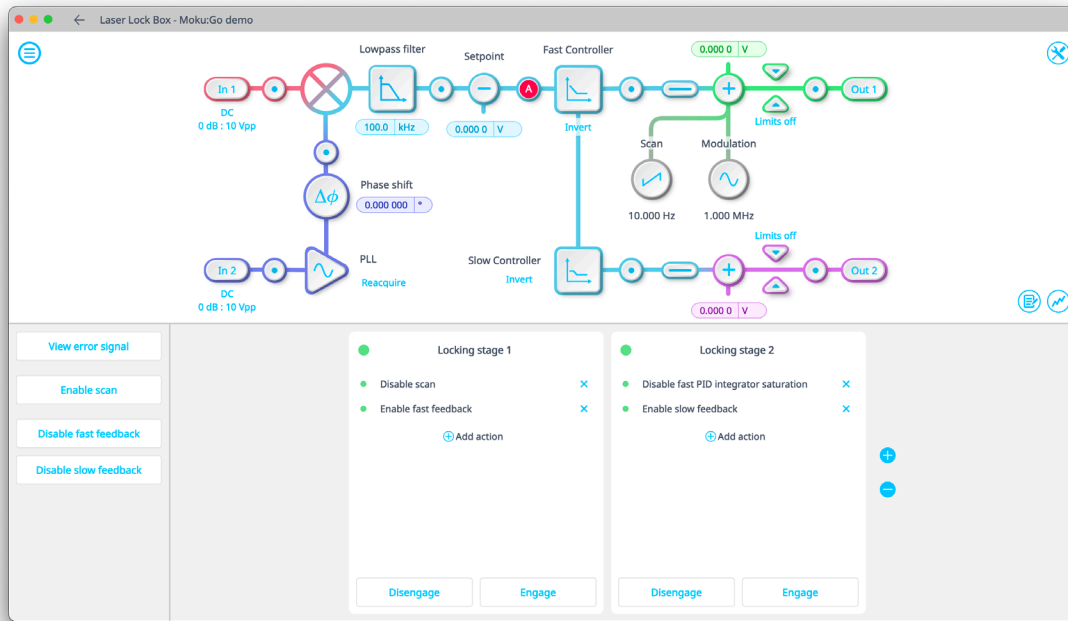 Laser Lock Box - Moku:Go demo
Lowpass filter
Setpoint
Fast Controller
0.000 0 V
In 1
A
Out 1
DC
0 dB : 10 Vpp
100.0 kHz
0.000 0 V
Invert
Limits off
Scan
Modulation
Δϕ
Phase shift
0.000 000 °
10.000 Hz
1.000 MHz
Limits off
PLL
Slow Controller
In 2
Reacquire
Invert
Out 2
DC
0 dB : 10 Vpp
0.000 0 V
View error signal
Enable scan
Disable fast feedback
Disable slow feedback
Locking stage 1
Disable scan
Enable fast feedback
Add action
Disengage
Engage
Locking stage 2
Disable fast PID integrator saturation
Enable slow feedback
Add action
Disengage
Engage